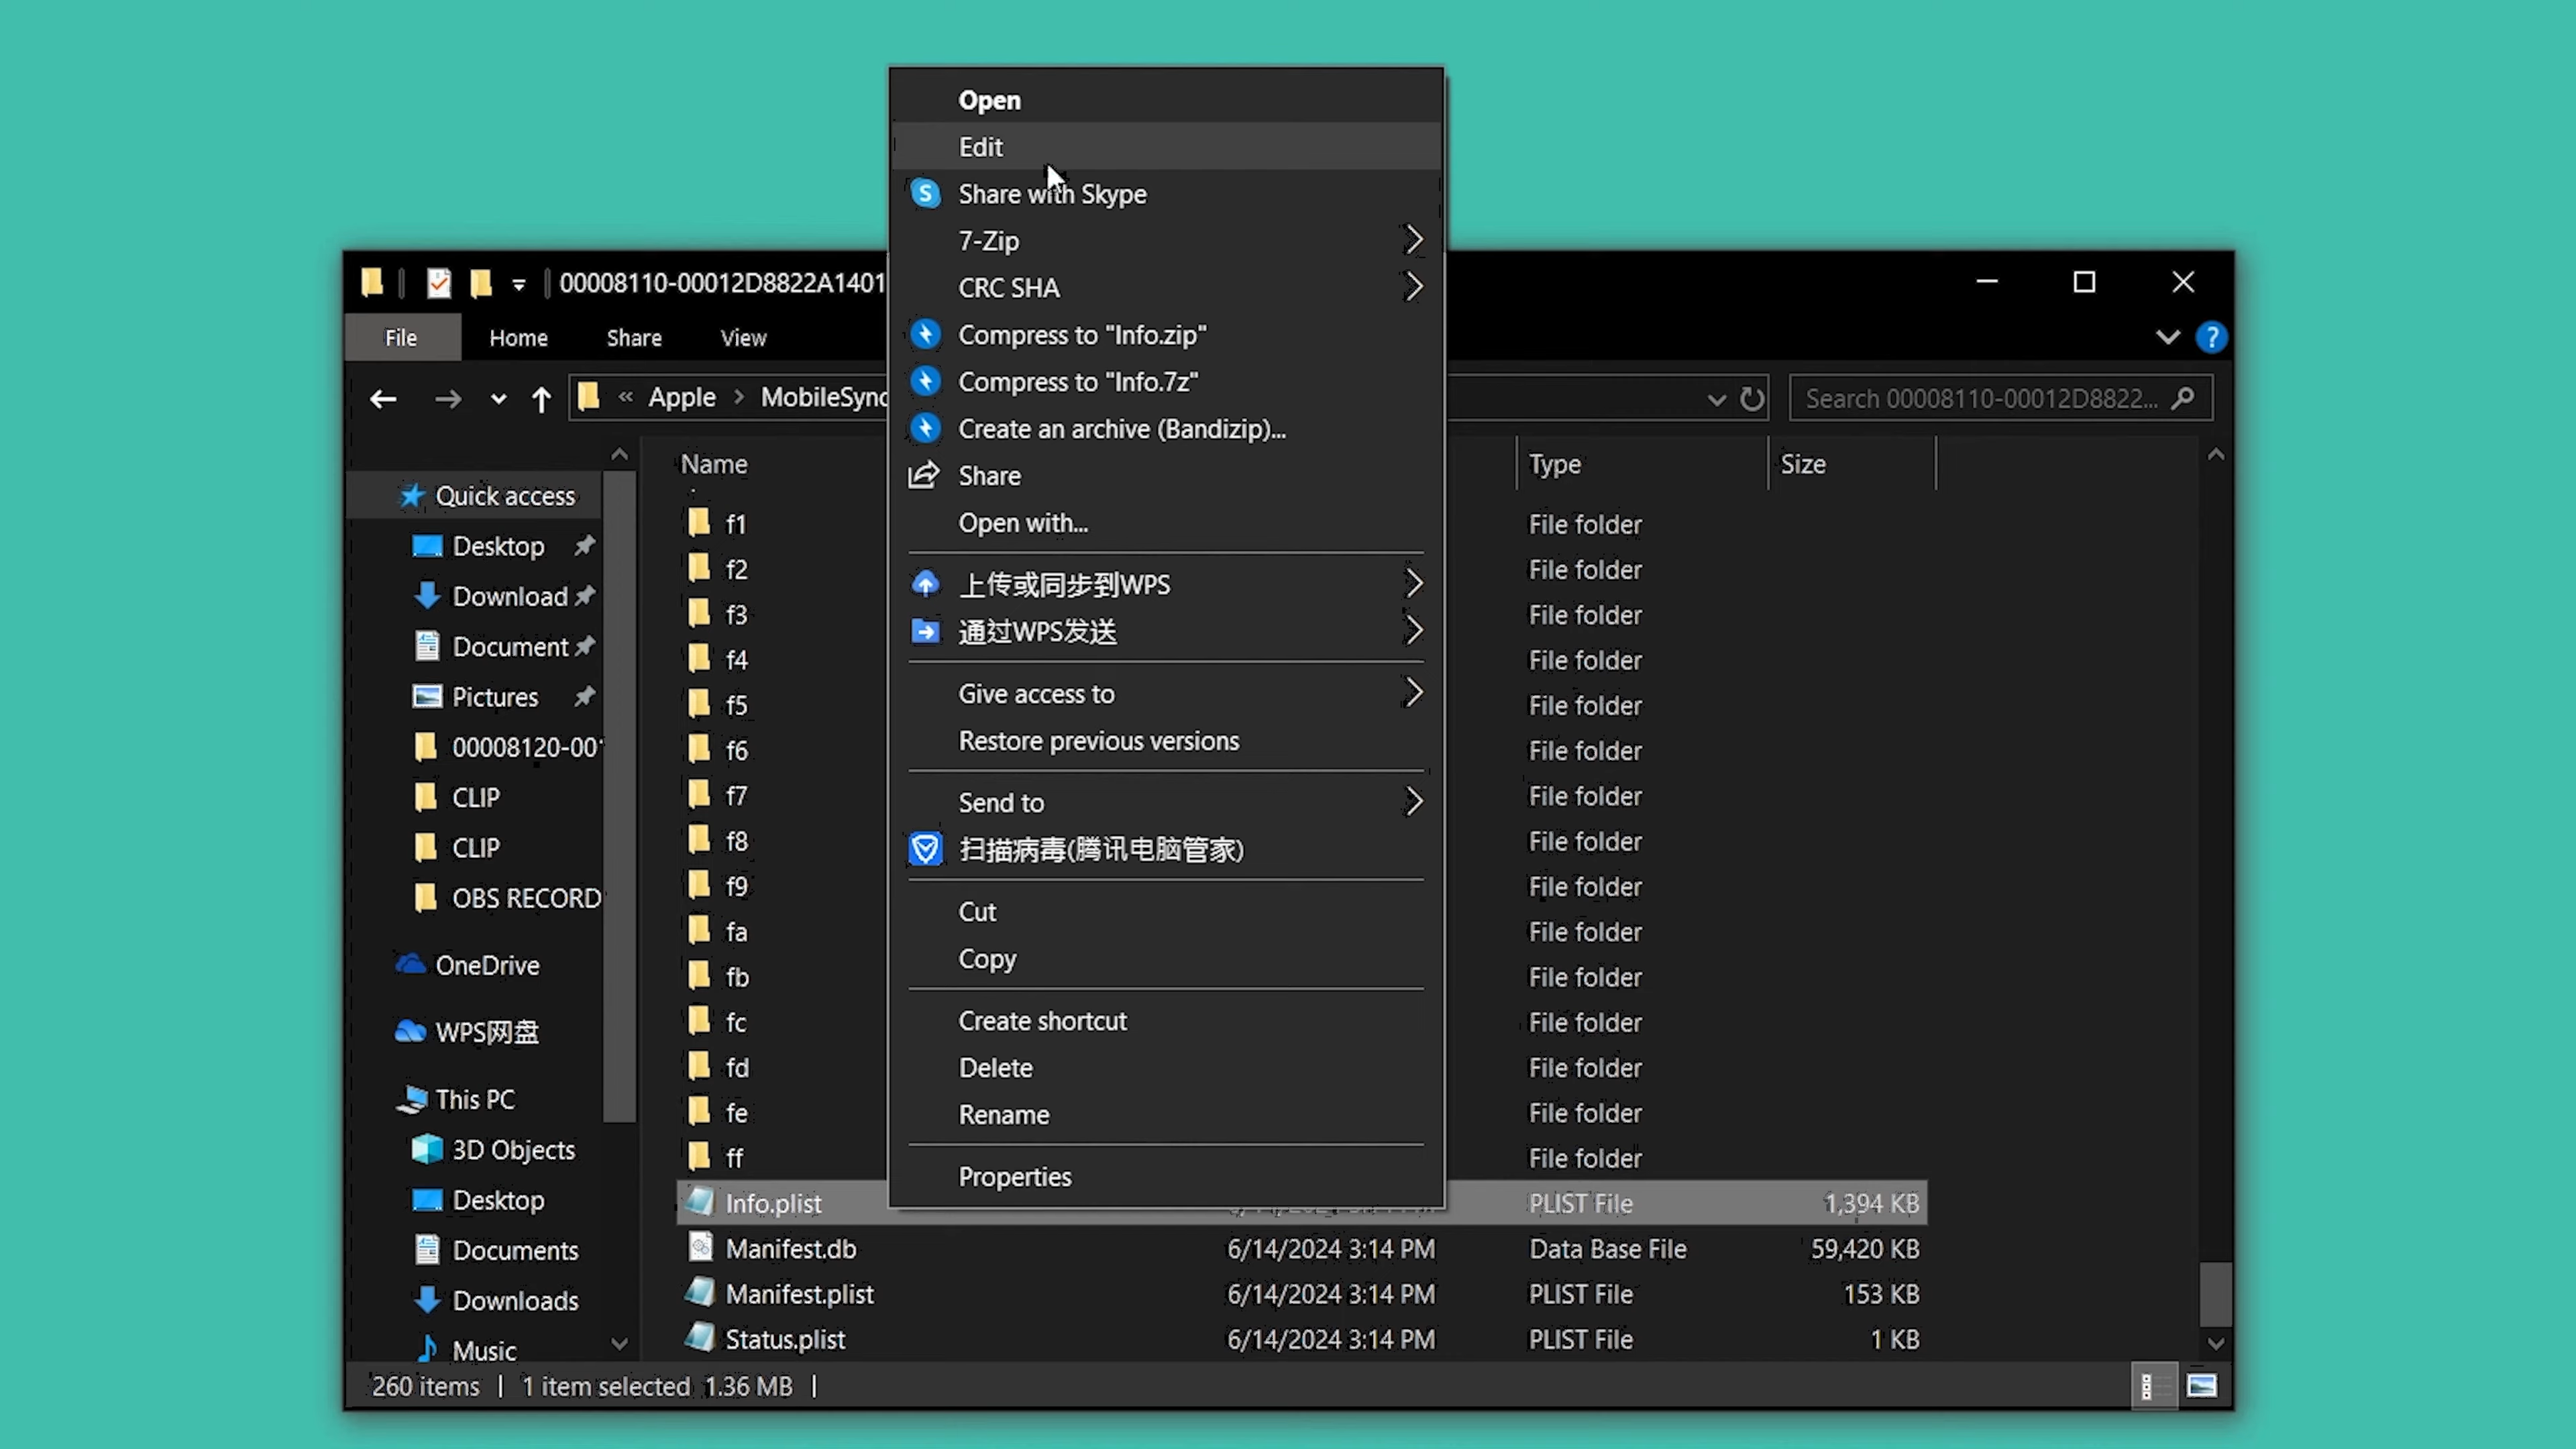 Open
Edit
Share with Skype
7-Zip
CRC SHA
Compress to "Info.zip"
Compress to "Info.7z"
Create an archive (Bandizip)...
Share
Open with...
上传或同步到WPS
通过WPS发送
Give access to
Restore previous versions
Send to
扫描病毒(腾讯电脑管家)
Cut
Copy
Create shortcut
Delete
Rename
Properties
00008110-00012D8822A1401
File Home Share View
« Apple > MobileSync
Search 00008110-00012D8822...
Quick access
Desktop
Download
Document
Pictures
00008120-00
CLIP
CLIP
OBS RECORD
OneDrive
WPS网盘
This PC
3D Objects
Desktop
Documents
Downloads
Music
Name Type Size
f1 File folder
f2 File folder
f3 File folder
f4 File folder
f5 File folder
f6 File folder
f7 File folder
f8 File folder
f9 File folder
fa File folder
fb File folder
fc File folder
fd File folder
fe File folder
ff File folder
Info.plist PLIST File 1,394 KB
Manifest.db 6/14/2024 3:14 PM Data Base File 59,420 KB
Manifest.plist 6/14/2024 3:14 PM PLIST File 153 KB
Status.plist 6/14/2024 3:14 PM PLIST File 1 KB
260 items | 1 item selected 1.36 MB |